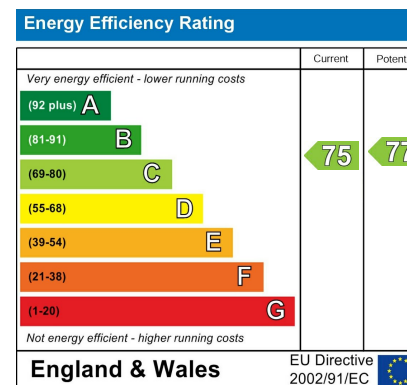 Energy Efficiency Rating
Current Potent
Very energy efficient - lower running costs
(92 plus) A
(81-91) B
(69-80) C
(55-68) D
(39-54) E
(21-38) F
(1-20) G
75 77
Not energy efficient - higher running costs
England & Wales
EU Directive
2002/91/EC